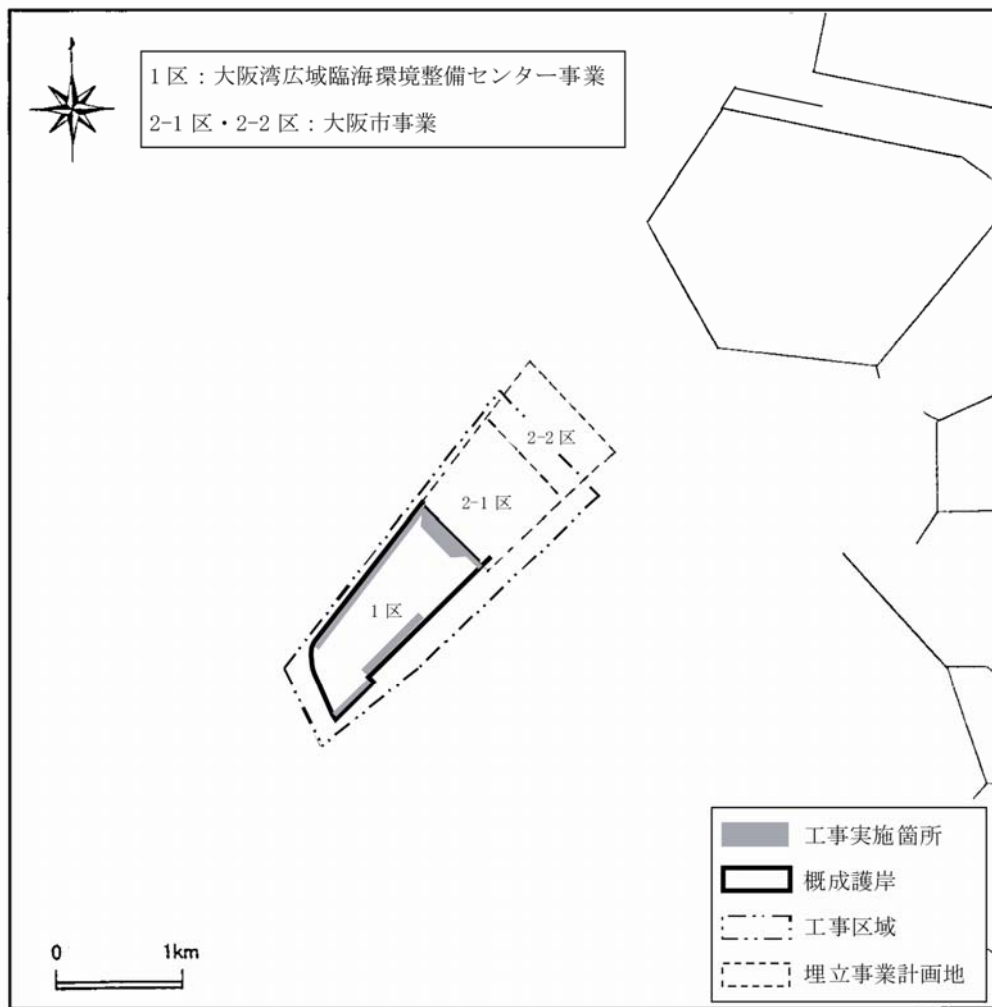 1区：大阪湾広域臨海環境整備センター事業
2-1区・2-2区：大阪市事業
2-2区
2-1区
1区
工事実施箇所
概成護岸
工事区域
埋立事業計画地
0 1km